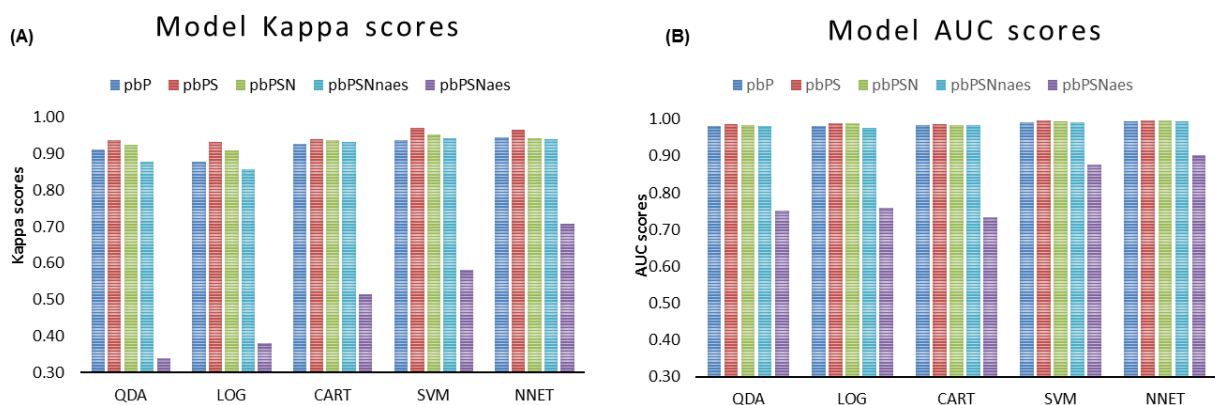 (A)
Model Kappa scores
pbP pbPS pbPSN pbPSNnaes pbPSNaes
Kappa scores
1.00
0.90
0.80
0.70
0.60
0.50
0.40
0.30
QDA LOG CART SVM NNET
(B)
Model AUC scores
pbP pbPS pbPSN pbPSNnaes pbPSNaes
AUC scores
1.00
0.90
0.80
0.70
0.60
0.50
0.40
0.30
QDA LOG CART SVM NNET